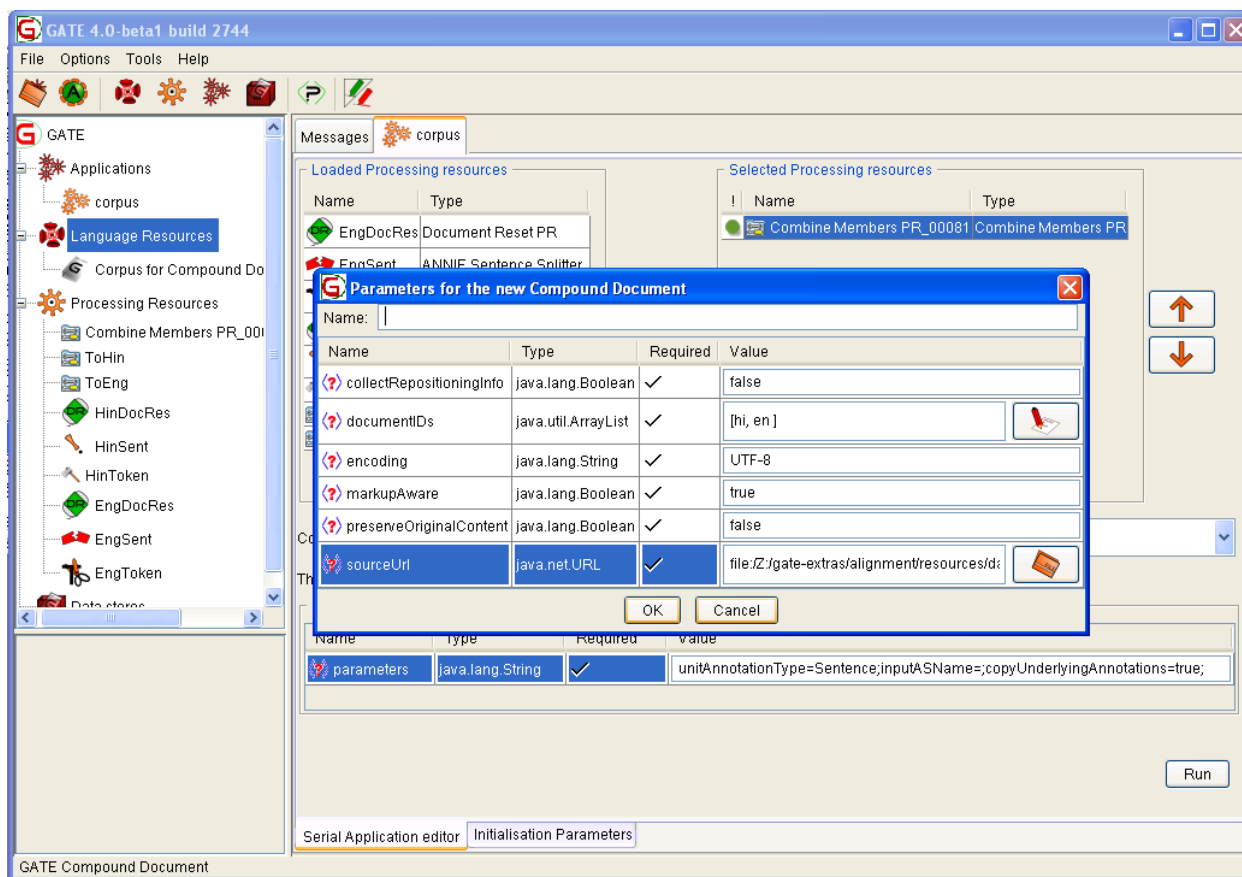 GATE 4.0-beta1 build 2744
File Options Tools Help
GATE
Applications
corpus
Language Resources
Corpus for Compound Do
Processing Resources
Combine Members PR_00
ToHin
ToEng
HinDocRes
HinSent
HinToken
EngDocRes
EngSent
EngToken
Data stores
Messages corpus
Loaded Processing resources
Name Type
EngDocRes Document Reset PR
EngSent ANNIE Sentence Splitter
Selected Processing resources
! Name Type
Combine Members PR_00081 Combine Members PR
Parameters for the new Compound Document
Name:
Name Type Required Value
<?> collectRepositioningInfo java.lang.Boolean ✓ false
<?> documentIDs java.util.ArrayList ✓ [hi, en ]
<?> encoding java.lang.String ✓ UTF-8
<?> markupAware java.lang.Boolean ✓ true
<?> preserveOriginalContent java.lang.Boolean ✓ false
<?> sourceUrl java.net.URL ✓ file:/Z:/gate-extras/alignment/resources/da
OK Cancel
Co
Th
Name Type Required Value
<?> parameters java.lang.String ✓ unitAnnotationType=Sentence;inputASName=;copyUnderlyingAnnotations=true;
Run
Serial Application editor Initialisation Parameters
GATE Compound Document